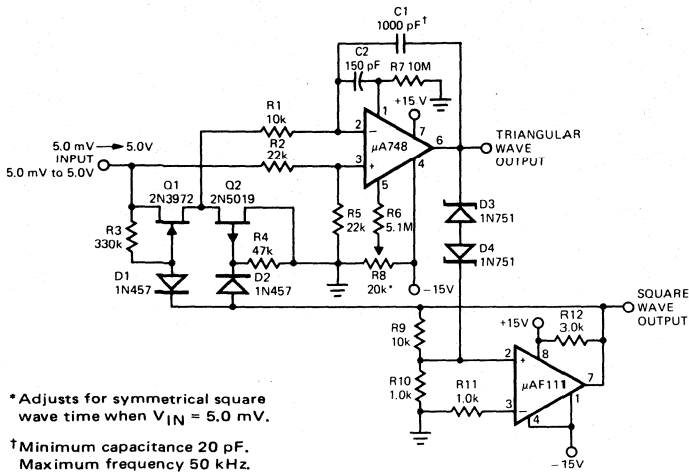 C1
1000 pF†
C2
150 pF
R7 10M
+15 V
R1
10k
1
7
2
−
μA748
6
TRIANGULAR
WAVE
OUTPUT
5.0 mV → 5.0V
INPUT
5.0 mV to 5.0V
R2
22k
3
+
4
5
Q1
2N3972
Q2
2N5019
R3
330k
R4
47k
R5
22k
R6
5.1M
D3
1N751
D4
1N751
D1
1N457
D2
1N457
R8
20k*
−15V
SQUARE
WAVE
OUTPUT
R9
10k
+15V
R12
3.0k
8
2
+
μAF111
7
R10
1.0k
R11
1.0k
3
−
1
4
−15V
*Adjusts for symmetrical square
wave time when VIN = 5.0 mV.
†Minimum capacitance 20 pF.
Maximum frequency 50 kHz.